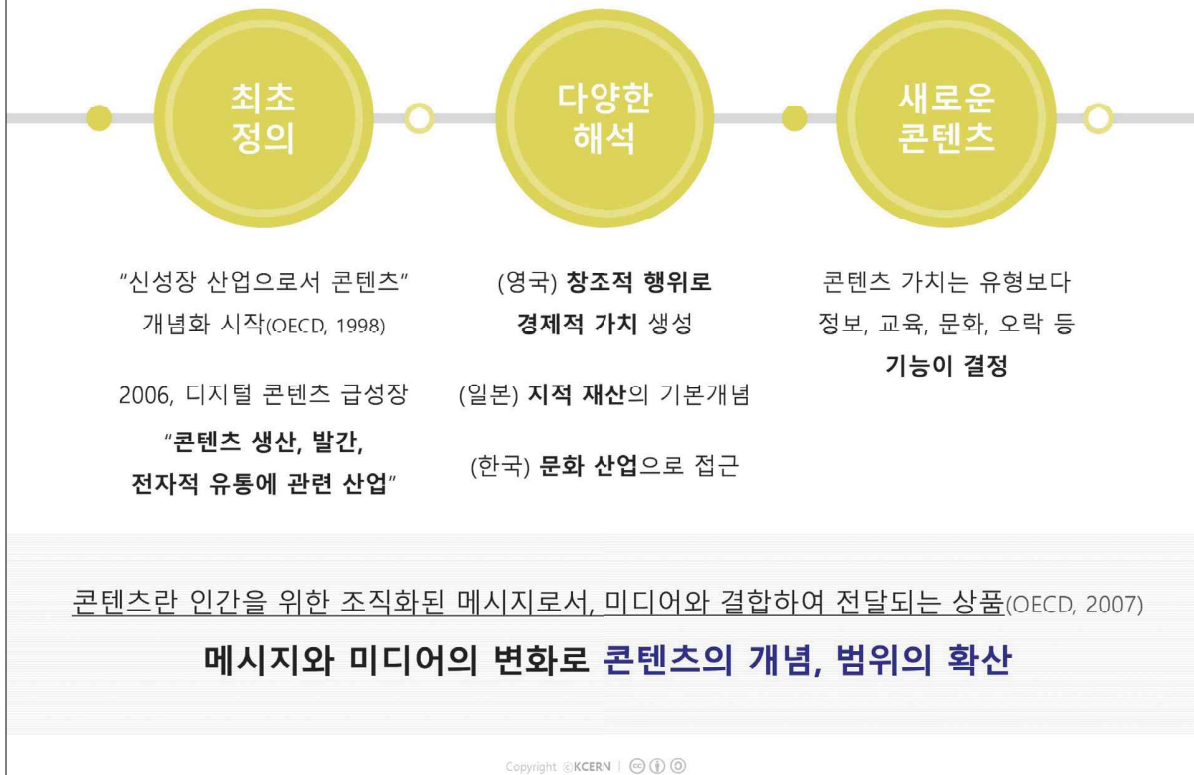 최초
정의
다양한
해석
새로운
콘텐츠
“신성장 산업으로서 콘텐츠”
개념화 시작(OECD, 1998)
2006, 디지털 콘텐츠 급성장
“콘텐츠 생산, 발간,
전자적 유통에 관련 산업”
(영국) 창조적 행위로
경제적 가치 생성
(일본) 지적 재산의 기본개념
(한국) 문화 산업으로 접근
콘텐츠 가치는 유형보다
정보, 교육, 문화, 오락 등
기능이 결정
콘텐츠란 인간을 위한 조직화된 메시지로서, 미디어와 결합하여 전달되는 상품(OECD, 2007)
메시지와 미디어의 변화로 콘텐츠의 개념, 범위의 확산
Copyright ©KCERN |